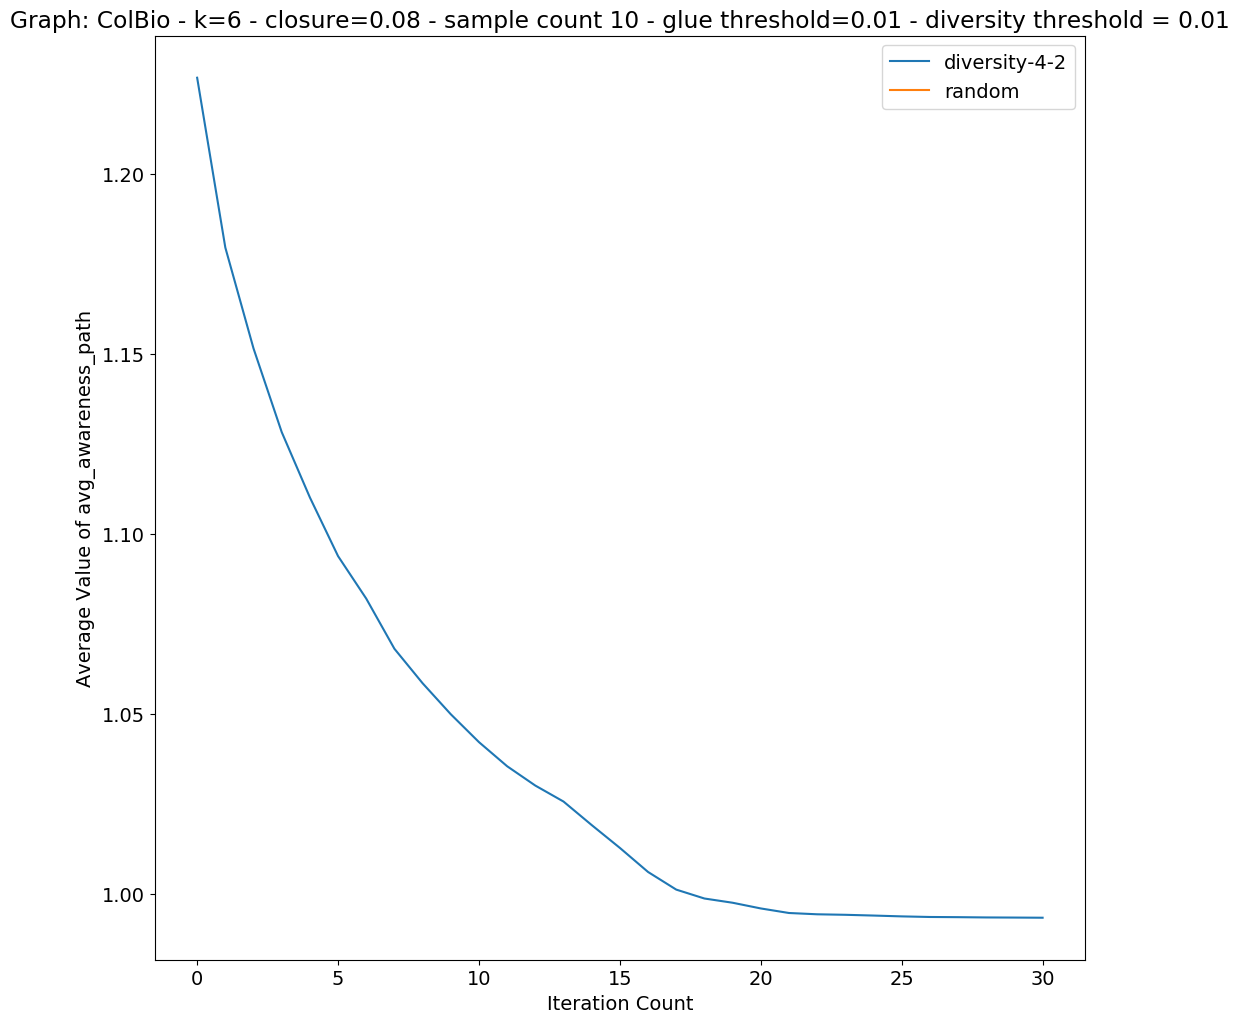 Graph: ColBio - k=6 - closure=0.08 - sample count 10 - glue threshold=0.01 - diversity threshold = 0.01
diversity-4-2
random
Average Value of avg_awareness_path
1.20
1.15
1.10
1.05
1.00
0
5
10
15
20
25
30
Iteration Count